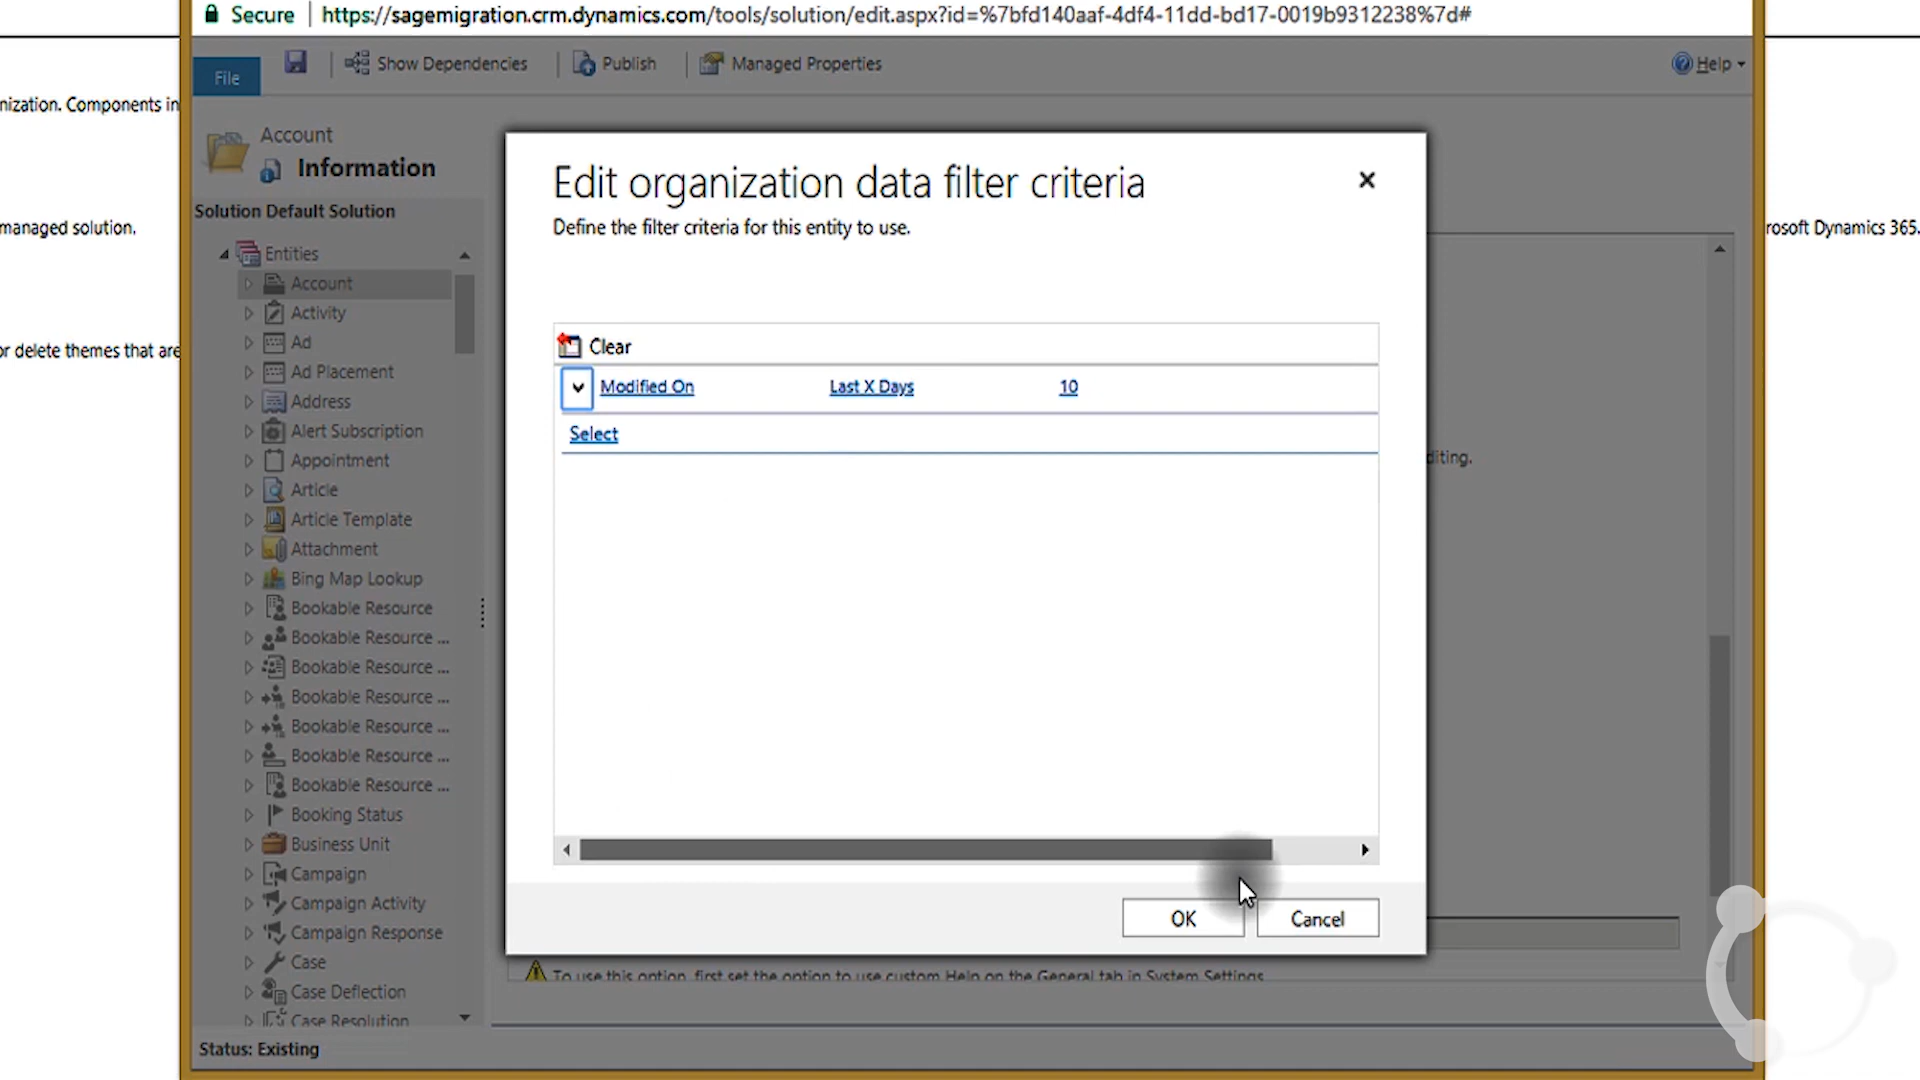 Secure https://sagemigration.crm.dynamics.com/tools/solution/edit.aspx?id=%7bfd140aaf-4df4-11dd-bd17-0019b9312238%7d#
File Show Dependencies Publish Managed Properties Help
nization. Components in
Account
Information
Solution Default Solution
managed solution.
rosoft Dynamics 365.
or delete themes that are
Entities
Account
Activity
Ad
Ad Placement
Address
Alert Subscription
Appointment
Article
Article Template
Attachment
Bing Map Lookup
Bookable Resource
Bookable Resource ...
Bookable Resource ...
Bookable Resource ...
Bookable Resource ...
Bookable Resource ...
Bookable Resource ...
Booking Status
Business Unit
Campaign
Campaign Activity
Campaign Response
Case
Case Deflection
Case Resolution
Status: Existing
Edit organization data filter criteria
Define the filter criteria for this entity to use.
Clear
Modified On Last X Days 10
Select
OK Cancel
diting.
To use this option, first set the option to use custom Help on the General tab in System Settings